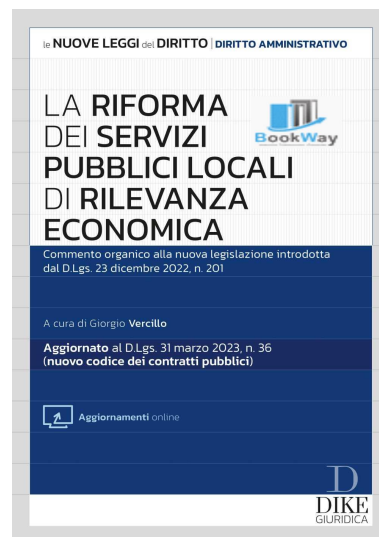 le NUOVE LEGGI del DIRITTO | DIRITTO AMMINISTRATIVO
LA RIFORMA
DEI SERVIZI
BookWay
PUBBLICI LOCALI
DI RILEVANZA
ECONOMICA
Commento organico alla nuova legislazione introdotta
dal D.Lgs. 23 dicembre 2022, n. 201
A cura di Giorgio Vercillo
Aggiornato al D.Lgs. 31 marzo 2023, n. 36
(nuovo codice dei contratti pubblici)
Aggiornamenti online
D
DIKE
GIURIDICA